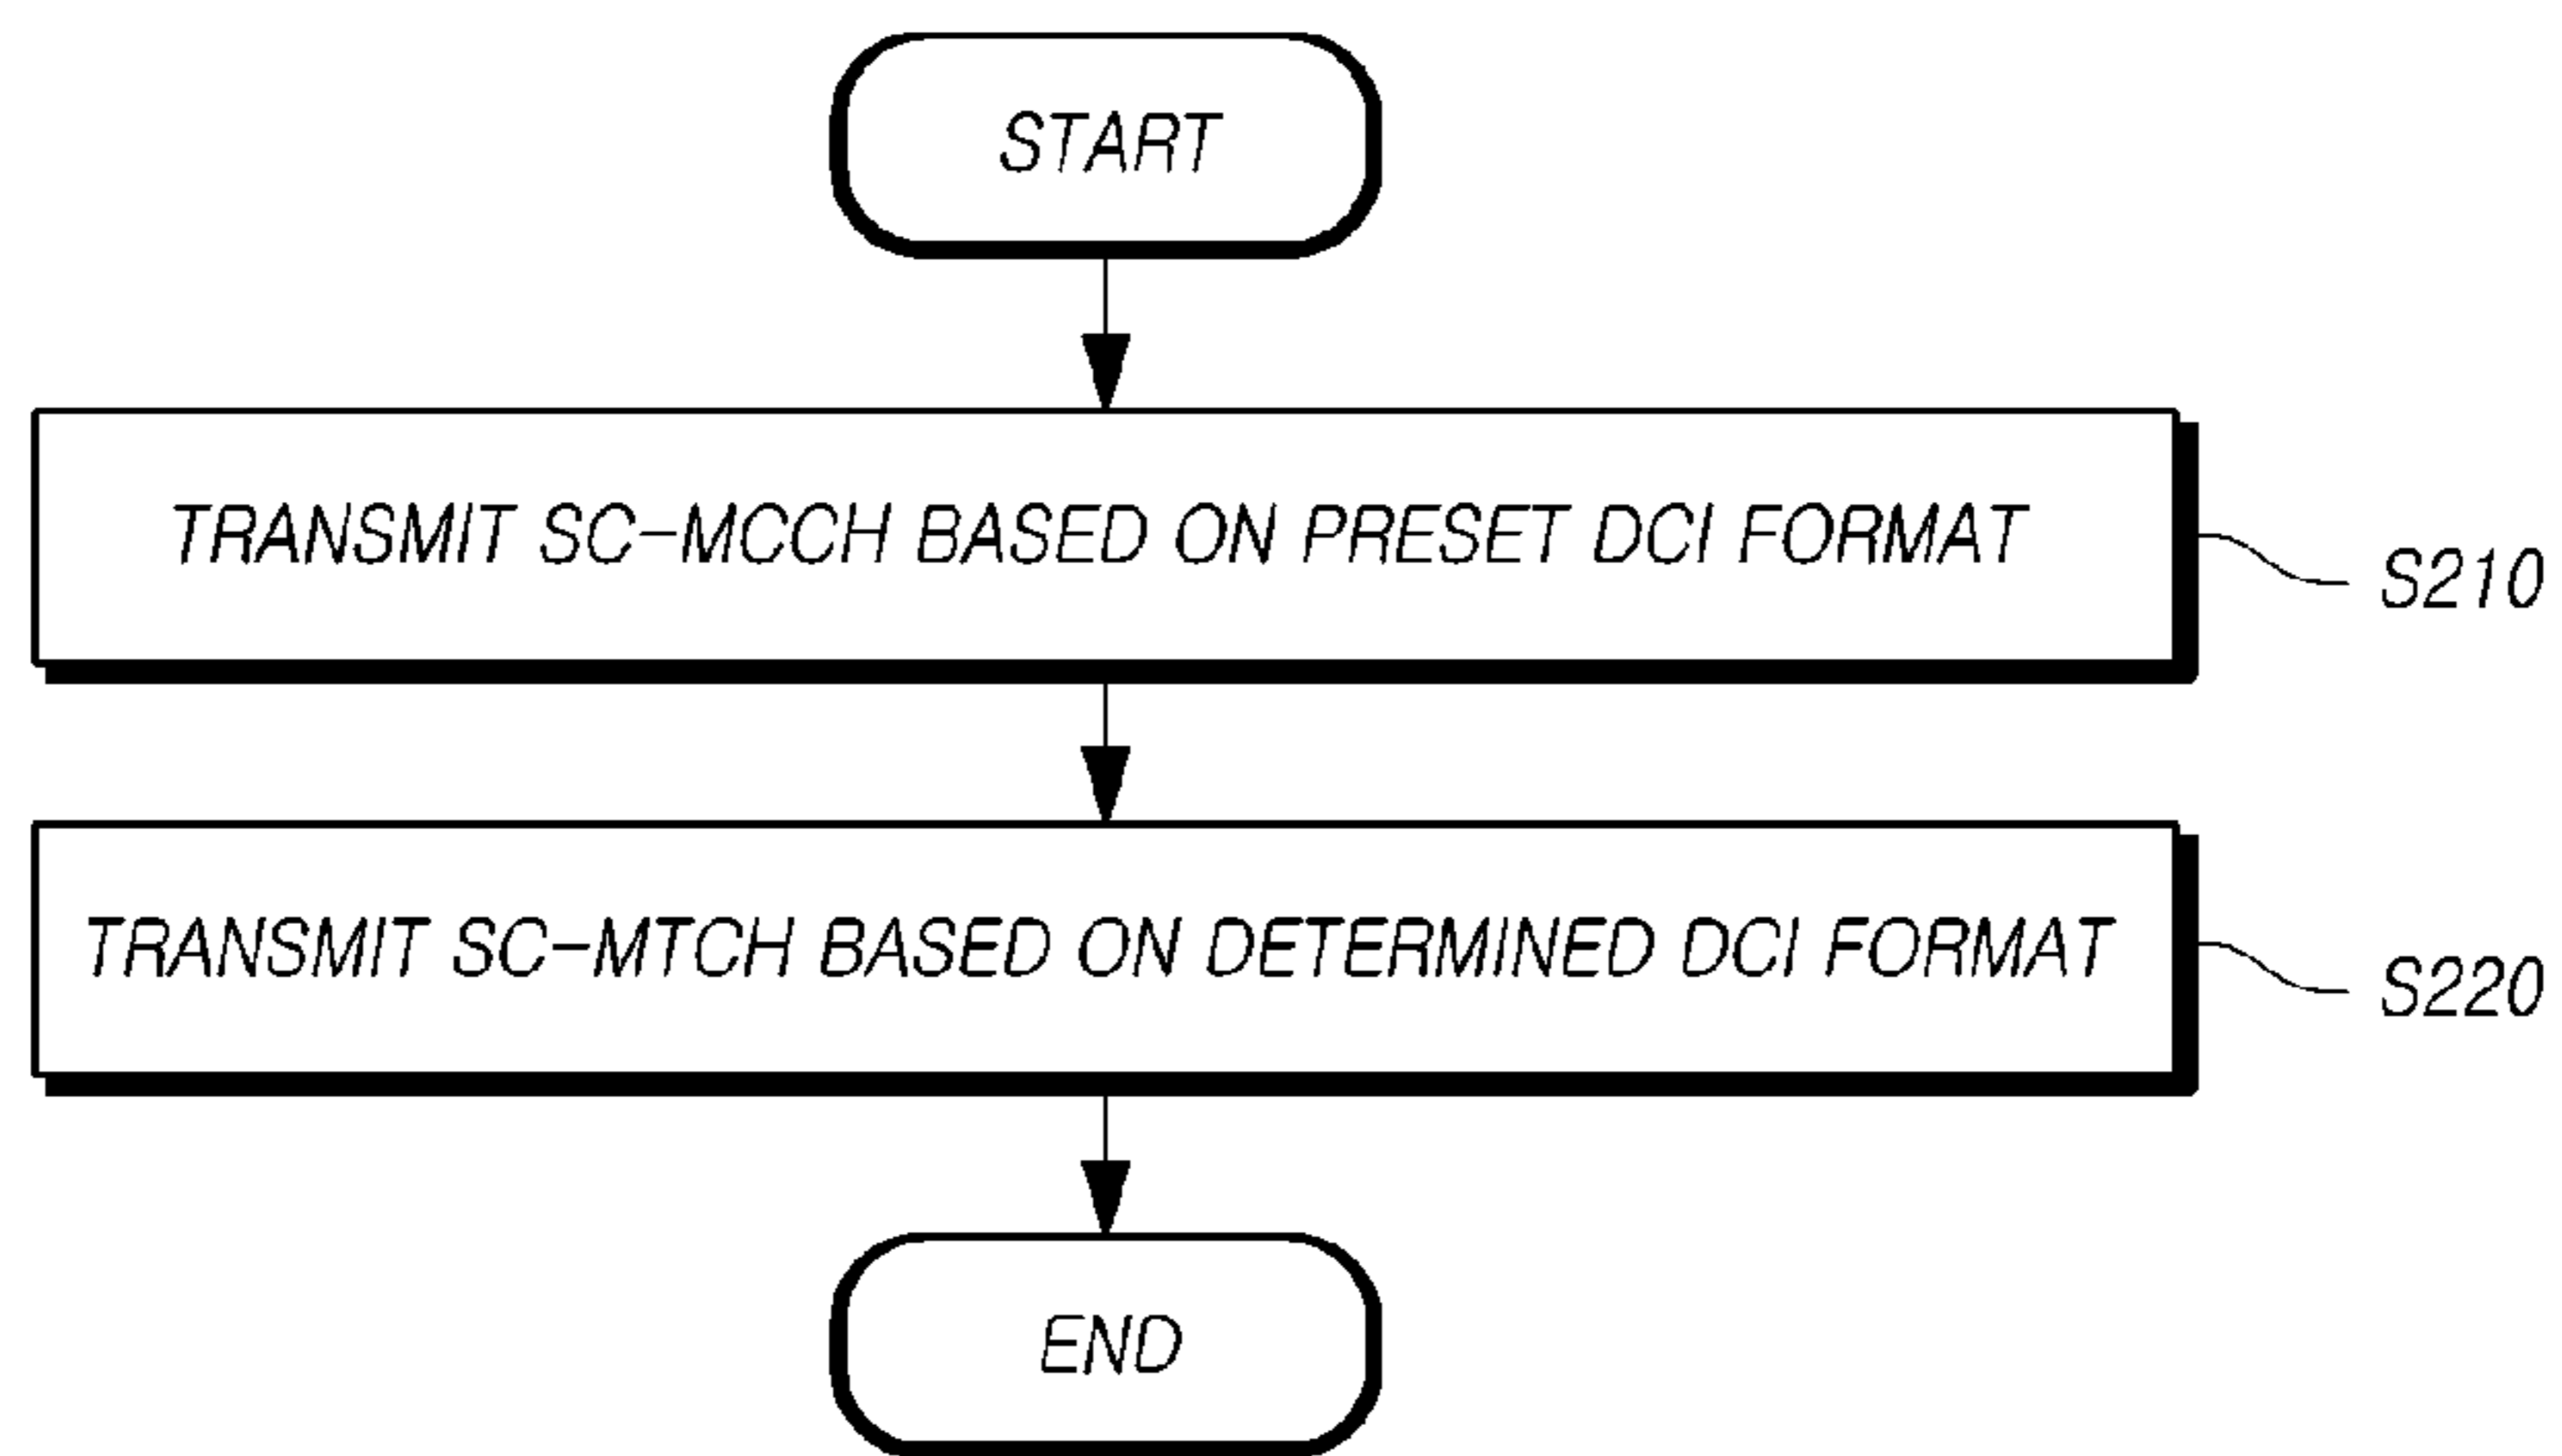 START
TRANSMIT SC-MCCH BASED ON PRESET DCI FORMAT
S210
TRANSMIT SC-MTCH BASED ON DETERMINED DCI FORMAT
S220
END